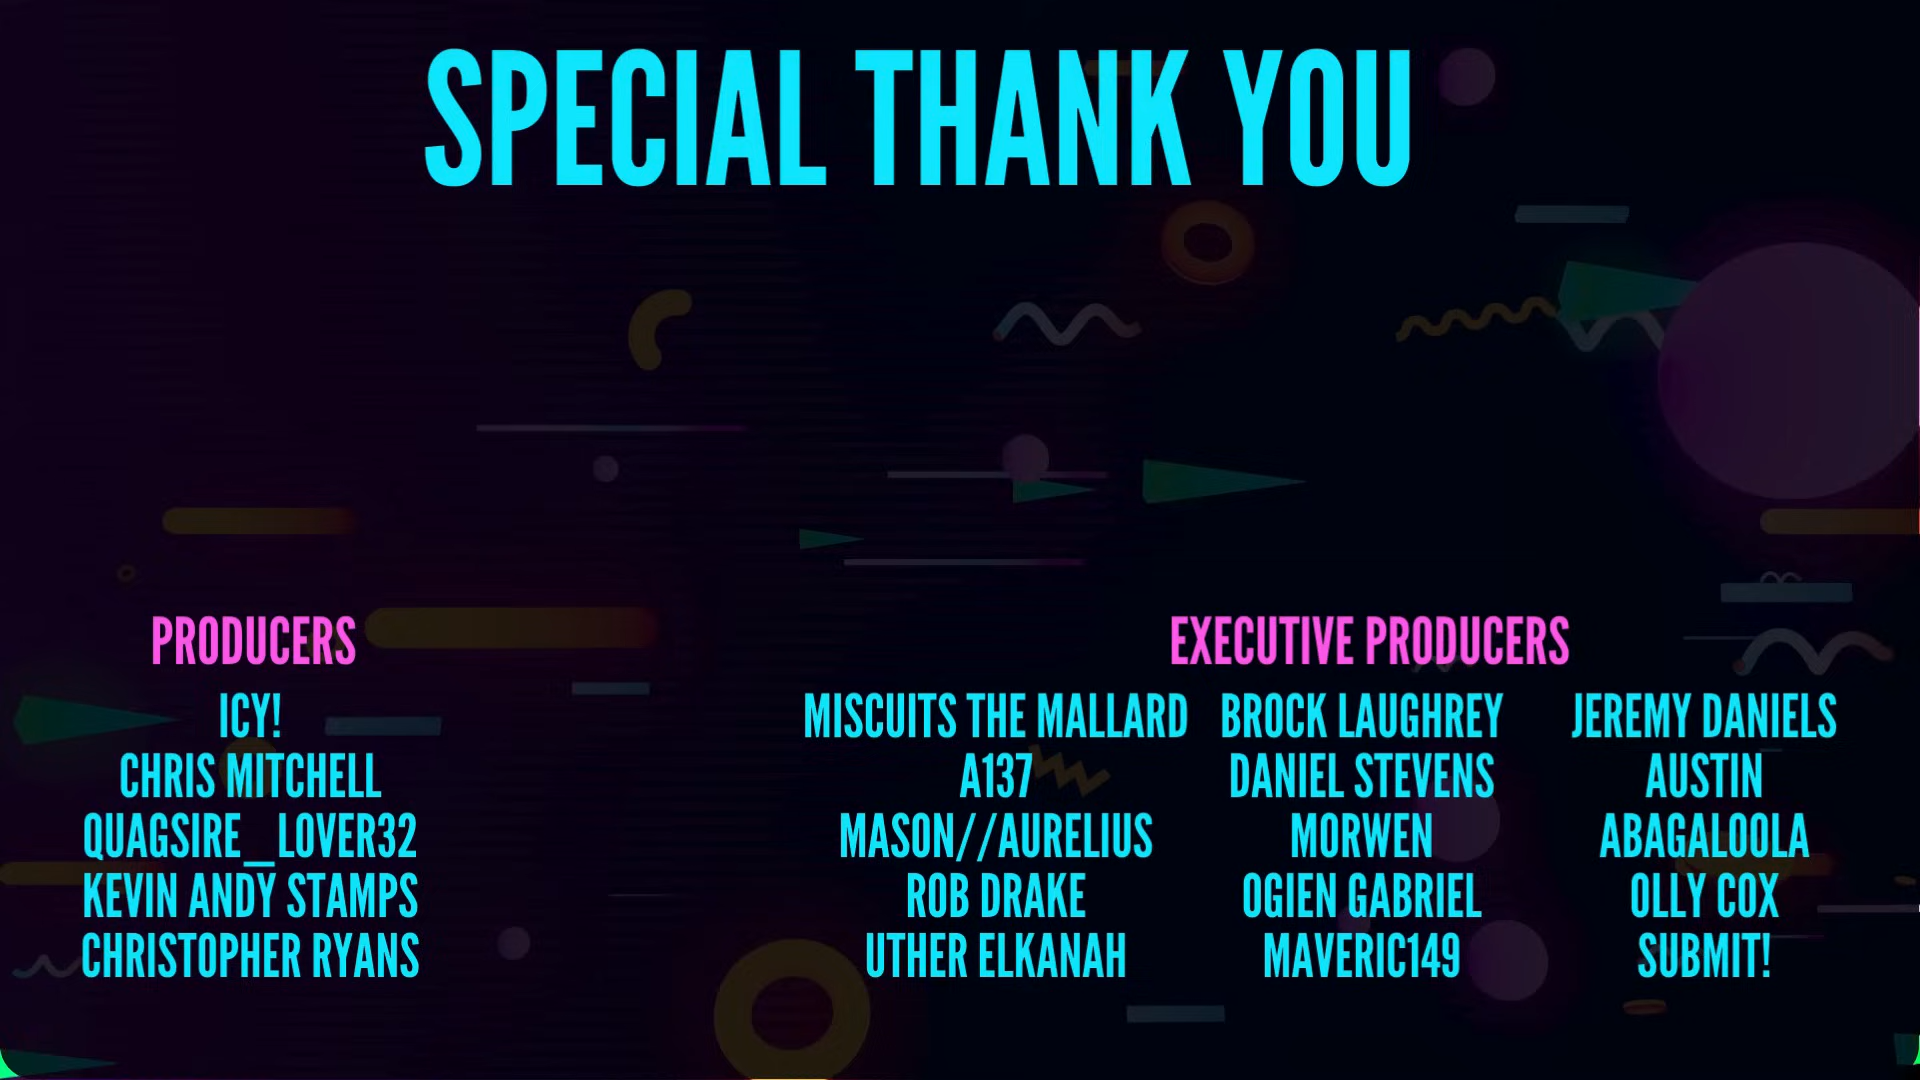 SPECIAL THANK YOU
PRODUCERS
ICY!
CHRIS MITCHELL
QUAGSIRE_LOVER32
KEVIN ANDY STAMPS
CHRISTOPHER RYANS
EXECUTIVE PRODUCERS
MISCUITS THE MALLARD
A137
MASON//AURELIUS
ROB DRAKE
UTHER ELKANAH
BROCK LAUGHREY
DANIEL STEVENS
MORWEN
OGIEN GABRIEL
MAVERIC149
JEREMY DANIELS
AUSTIN
ABAGALOOLA
OLLY COX
SUBMIT!